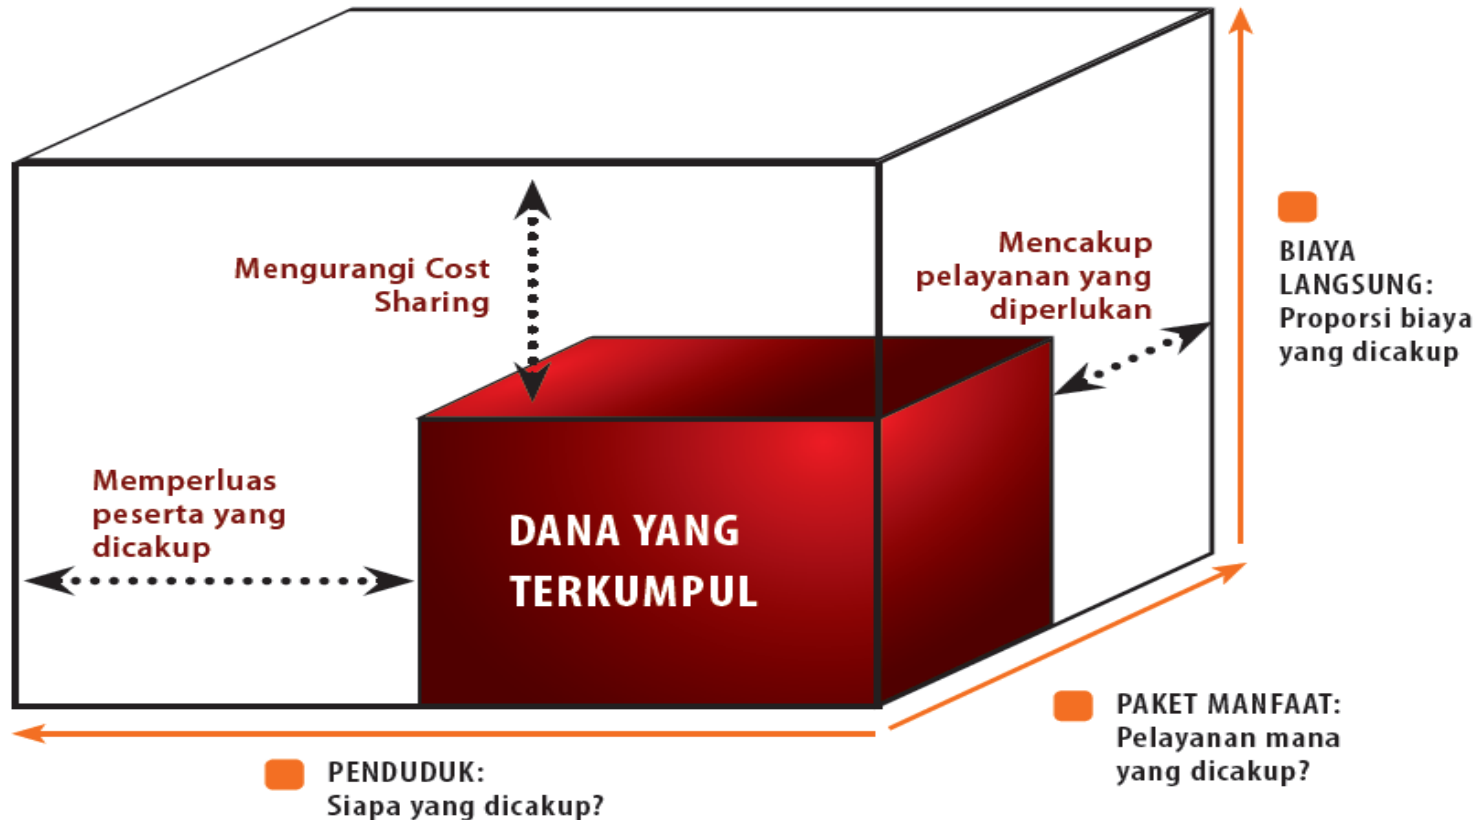 Mengurangi Cost
Sharing
Mencakup
pelayanan yang
diperlukan
BIAYA
LANGSUNG:
Proporsi biaya
yang dicakup
Memperluas
peserta yang
dicakup
DANA YANG
TERKUMPUL
PAKET MANFAAT:
Pelayanan mana
yang dicakup?
PENDUDUK:
Siapa yang dicakup?